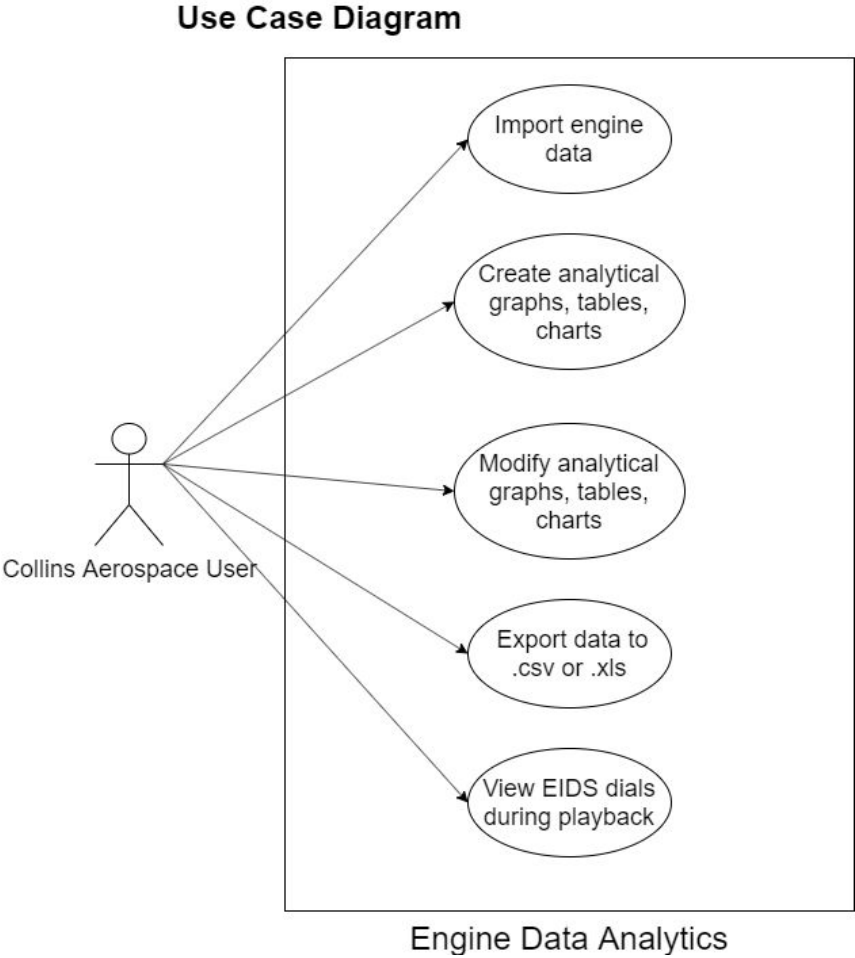 Use Case Diagram
Import engine
data
Create analytical
graphs, tables,
charts
Modify analytical
graphs, tables,
charts
Collins Aerospace User
Export data to
.csv or .xls
View EIDS dials
during playback
Engine Data Analytics